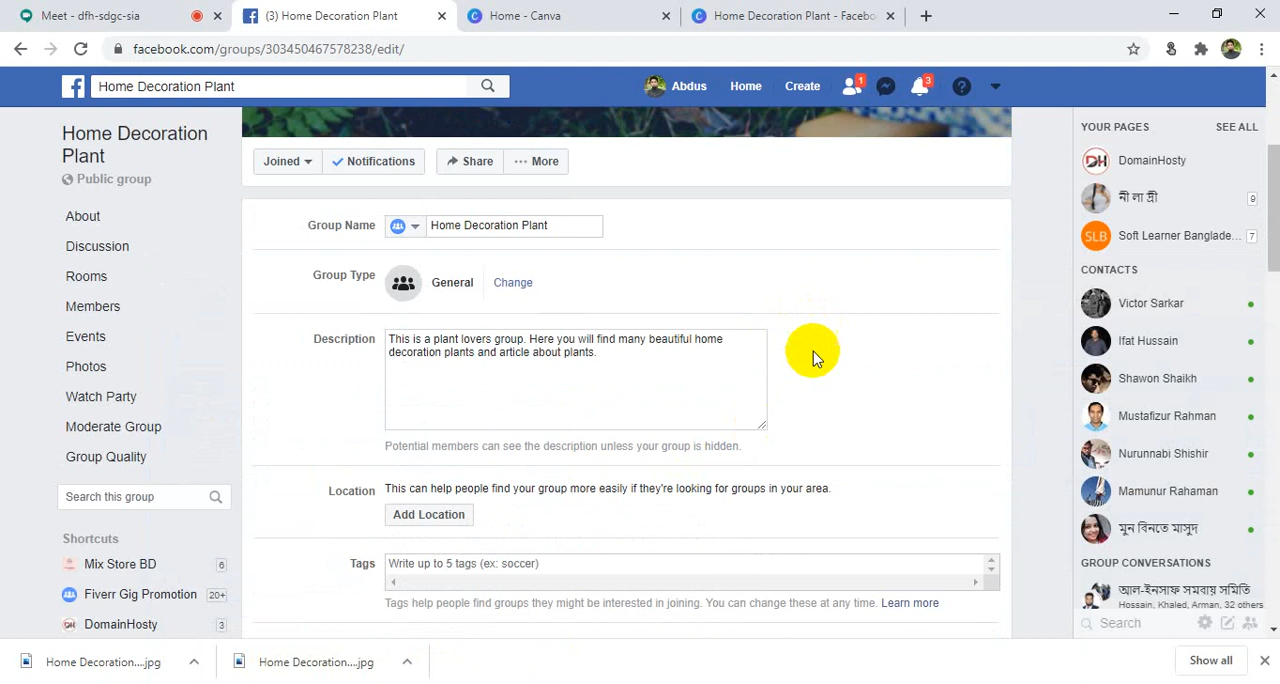 Meet - dfh-sdgc-sia
(3) Home Decoration Plant
Home - Canva
Home Decoration Plant - Facebo
facebook.com/groups/303450467578238/edit/
Home Decoration Plant
Abdus
Home
Create
1
3
Home Decoration
Plant
Public group
About
Discussion
Rooms
Members
Events
Photos
Watch Party
Moderate Group
Group Quality
Search this group
Shortcuts
Mix Store BD 6
Fiverr Gig Promotion 20+
DomainHosty 3
Joined
Notifications
Share
More
Group Name Home Decoration Plant
Group Type General Change
Description This is a plant lovers group. Here you will find many beautiful home
decoration plants and article about plants.
Potential members can see the description unless your group is hidden.
Location This can help people find your group more easily if they're looking for groups in your area.
Add Location
Tags Write up to 5 tags (ex: soccer)
Tags help people find groups they might be interested in joining. You can change these at any time. Learn more
YOUR PAGES SEE ALL
DH DomainHosty
নী লা দ্রী 9
SLB Soft Learner Banglade... 7
CONTACTS
Victor Sarkar
Ifat Hussain
Shawon Shaikh
Mustafizur Rahman
Nurunnabi Shishir
Mamunur Rahaman
মুন বিনতে মাসুদ
GROUP CONVERSATIONS
আল-ইনসাফ সমবায় সমিতি
Hossain, Khaled, Arman, 32 others
Search
Home Decoration....jpg
Home Decoration....jpg
Show all